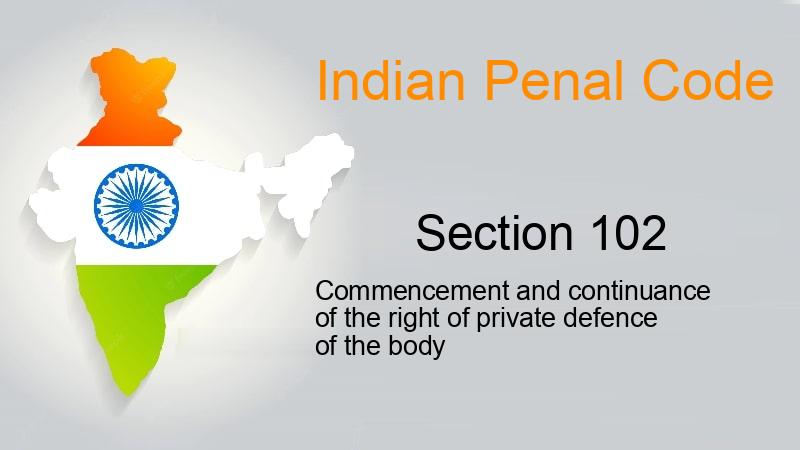 Indian Penal Code
Section 102
Commencement and continuance
of the right of private defence
of the body